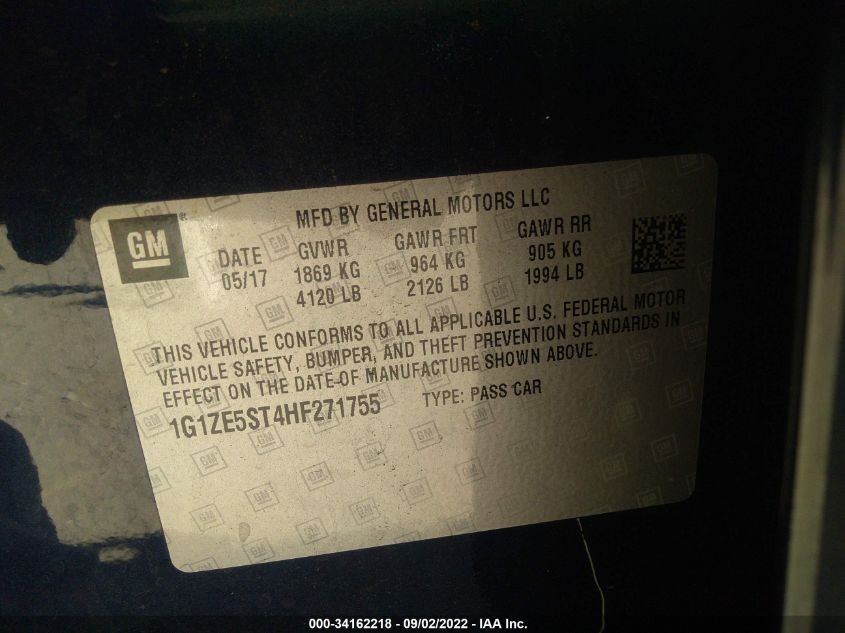 MFD BY GENERAL MOTORS LLC
GM ®
DATE GVWR GAWR FRT GAWR RR
05/17 1869 KG 964 KG 905 KG
4120 LB 2126 LB 1994 LB
THIS VEHICLE CONFORMS TO ALL APPLICABLE U.S. FEDERAL MOTOR
VEHICLE SAFETY, BUMPER, AND THEFT PREVENTION STANDARDS IN
EFFECT ON THE DATE OF MANUFACTURE SHOWN ABOVE.
1G1ZE5ST4HF271755 TYPE: PASS CAR
000-34162218 - 09/02/2022 - IAA Inc.